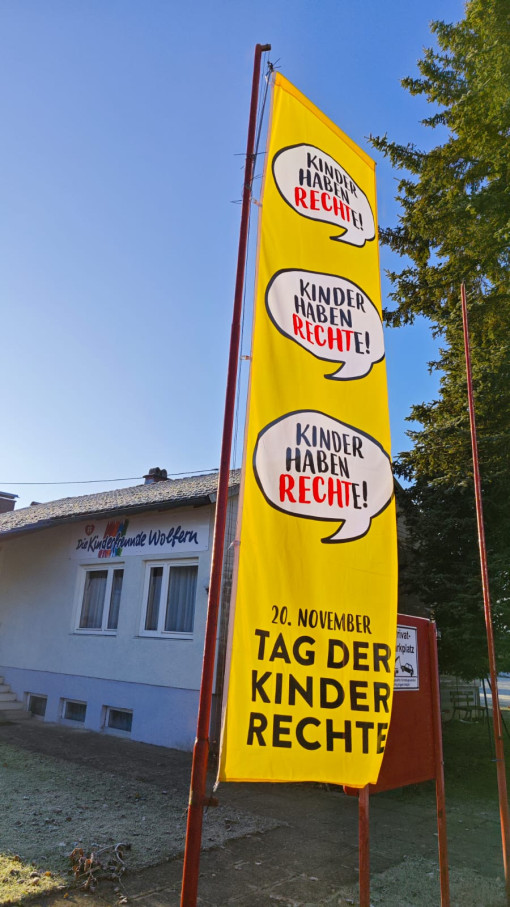 KINDER
HABEN
RECHTE!
KINDER
HABEN
RECHTE!
KINDER
HABEN
RECHTE!
20. NOVEMBER
TAG DER
KINDER
RECHTE
Die Kinderfreunde Wolfern